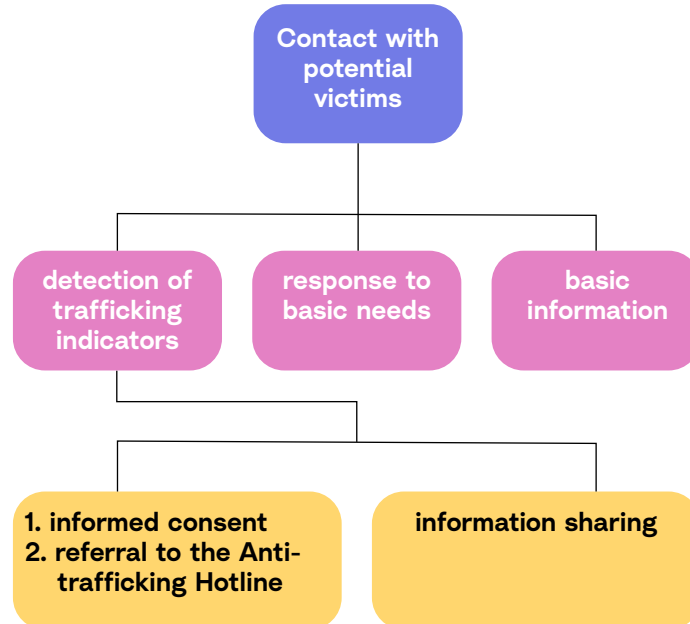 Contact with
potential
victims
detection of
trafficking
indicators
response to
basic needs
basic
information
1. informed consent
2. referral to the Anti-
trafficking Hotline
information sharing